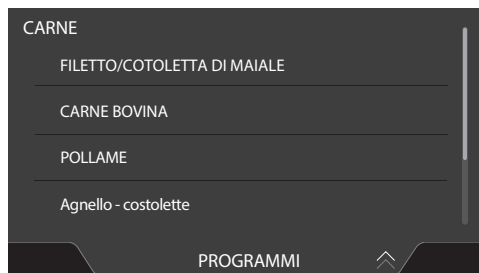 CARNE
FILETTO/COTOLETTA DI MAIALE
CARNE BOVINA
POLLAME
Agnello - costolette
PROGRAMMI